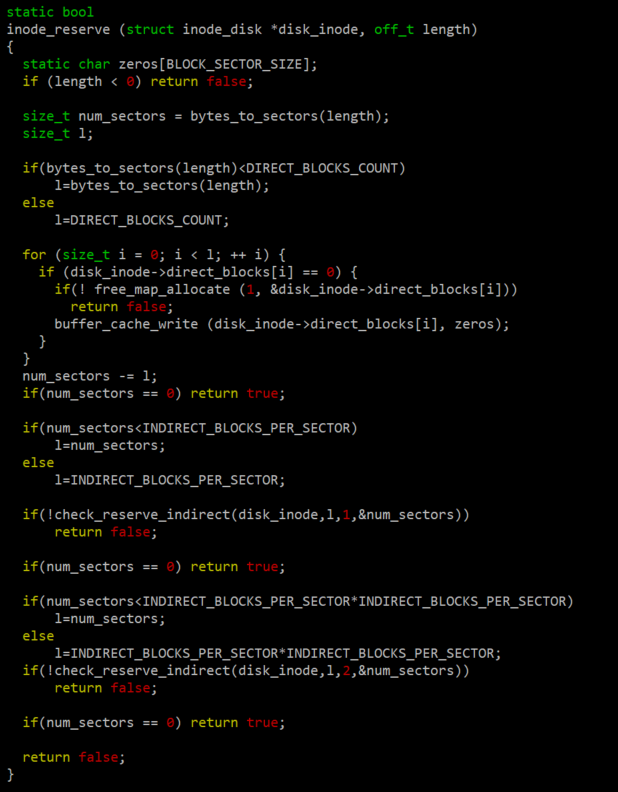 static bool
inode_reserve (struct inode_disk *disk_inode, off_t length)
{
  static char zeros[BLOCK_SECTOR_SIZE];
  if (length < 0) return false;

  size_t num_sectors = bytes_to_sectors(length);
  size_t l;

  if(bytes_to_sectors(length)<DIRECT_BLOCKS_COUNT)
      l=bytes_to_sectors(length);
  else
      l=DIRECT_BLOCKS_COUNT;

  for (size_t i = 0; i < l; ++ i) {
    if (disk_inode->direct_blocks[i] == 0) {
      if(! free_map_allocate (1, &disk_inode->direct_blocks[i]))
        return false;
      buffer_cache_write (disk_inode->direct_blocks[i], zeros);
    }
  }
  num_sectors -= l;
  if(num_sectors == 0) return true;

  if(num_sectors<INDIRECT_BLOCKS_PER_SECTOR)
      l=num_sectors;
  else
      l=INDIRECT_BLOCKS_PER_SECTOR;

  if(!check_reserve_indirect(disk_inode,l,1,&num_sectors))
      return false;

  if(num_sectors == 0) return true;

  if(num_sectors<INDIRECT_BLOCKS_PER_SECTOR*INDIRECT_BLOCKS_PER_SECTOR)
      l=num_sectors;
  else
      l=INDIRECT_BLOCKS_PER_SECTOR*INDIRECT_BLOCKS_PER_SECTOR;
  if(!check_reserve_indirect(disk_inode,l,2,&num_sectors))
      return false;

  if(num_sectors == 0) return true;

  return false;
}